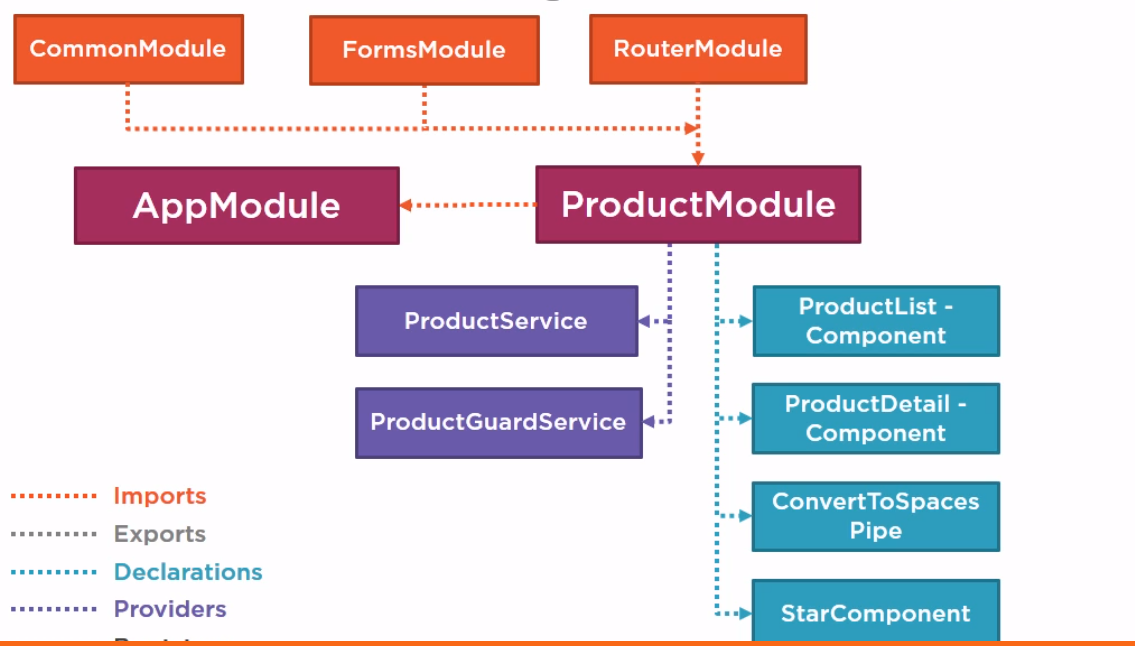 CommonModule
FormsModule
RouterModule
AppModule
ProductModule
ProductService
ProductList -
Component
ProductGuardService
ProductDetail -
Component
ConvertToSpaces
Pipe
StarComponent
Imports
Exports
Declarations
Providers